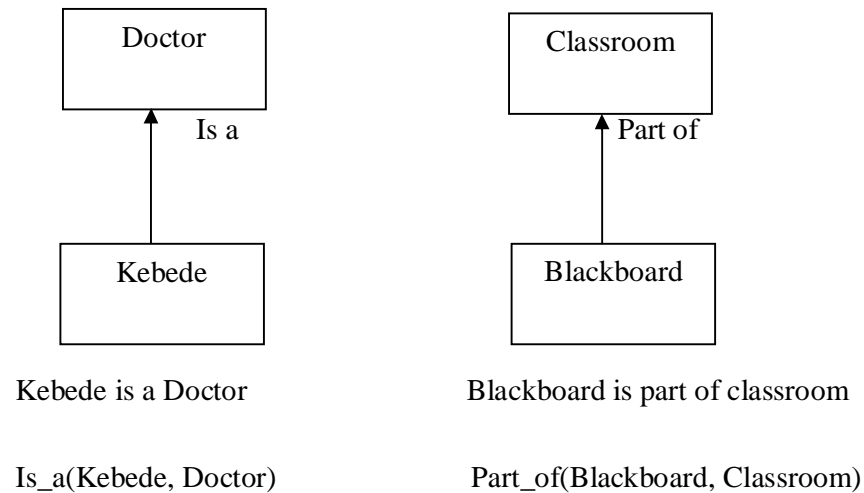 Doctor
Is a
Kebede
Kebede is a Doctor
Is_a(Kebede, Doctor)
Classroom
Part of
Blackboard
Blackboard is part of classroom
Part_of(Blackboard, Classroom)